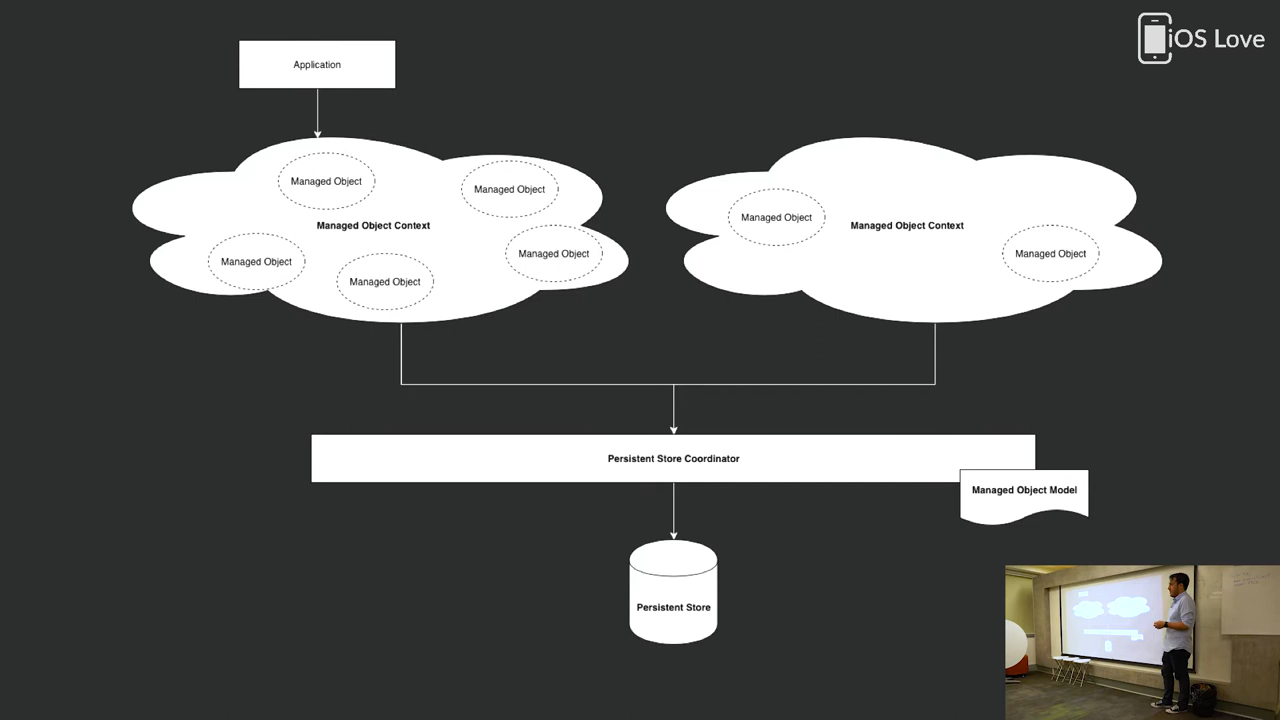 iOS Love
Application
Managed Object
Managed Object
Managed Object Context
Managed Object
Managed Object
Managed Object
Managed Object
Managed Object Context
Managed Object
Persistent Store Coordinator
Managed Object Model
Persistent Store